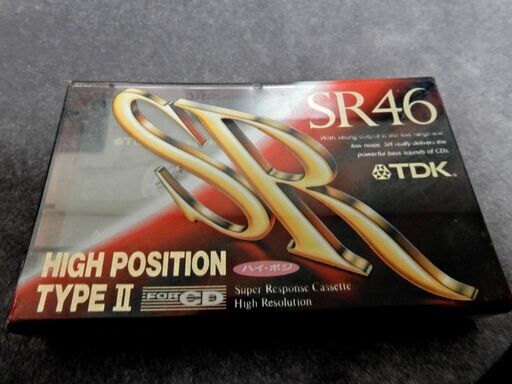 SR46
With strong output in the low range and
low noise, SR really delivers the
powerful bass sounds of CDs.
TDK
SR
HIGH POSITION
TYPE II
ハイ・ポジ
FOR CD
Super Response Cassette
High Resolution